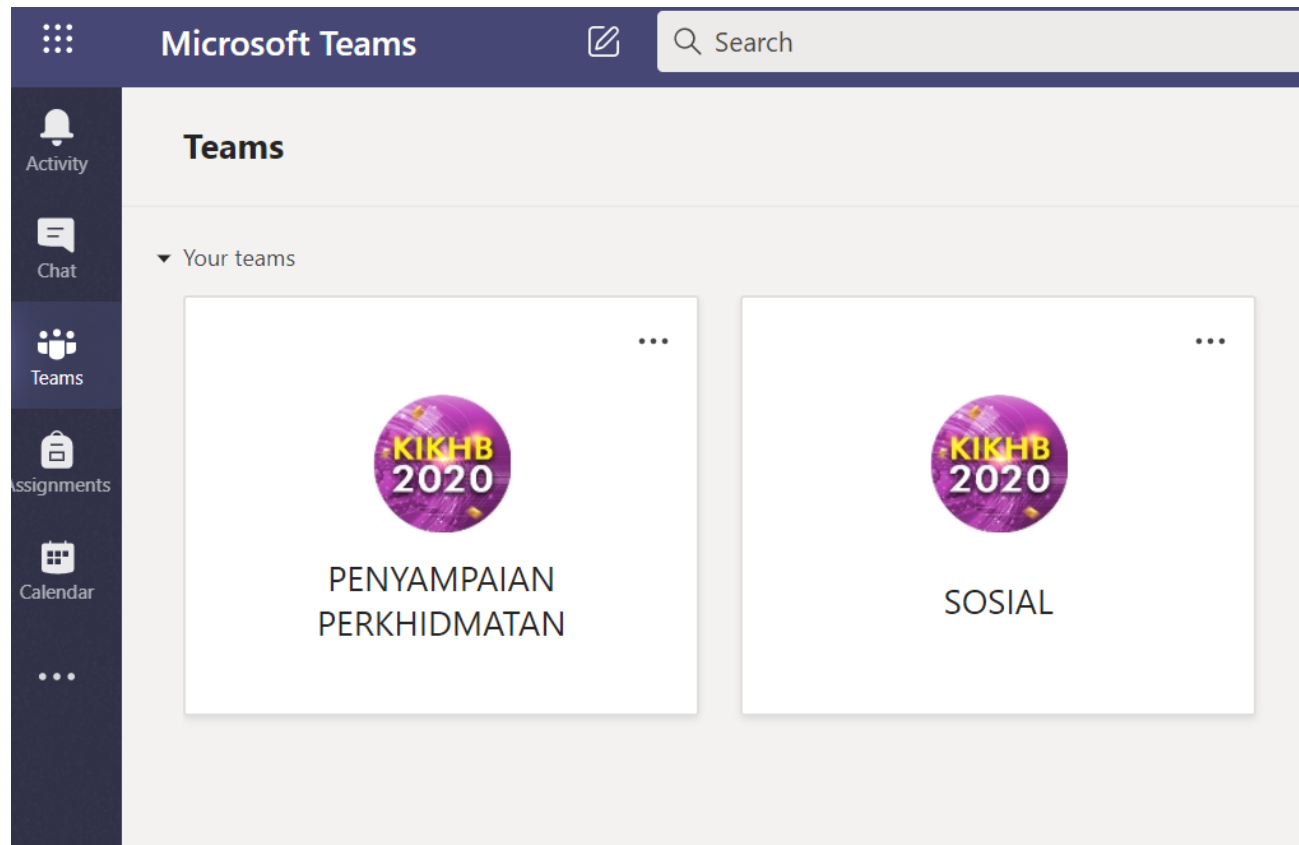 Microsoft Teams
Search
Activity
Chat
Teams
Assignments
Calendar
Teams
Your teams
KIKHB
2020
PENYAMPAIAN
PERKHIDMATAN
KIKHB
2020
SOSIAL